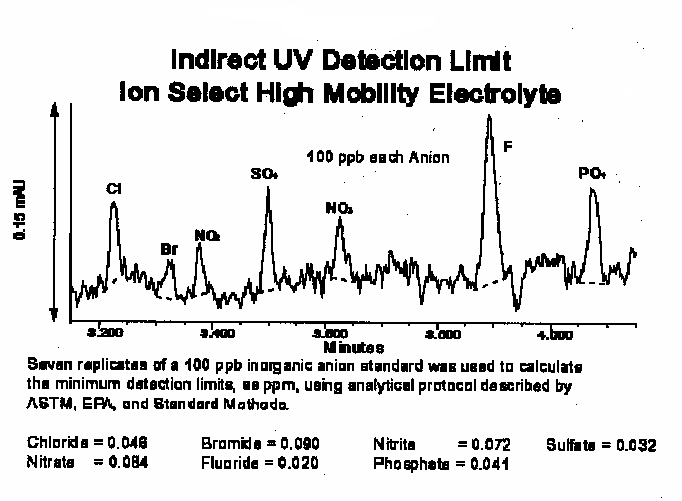 Indirect UV Detection Limit
Ion Select High Mobility Electrolyte
100 ppb each Anion
0.15 mAU
Cl
Br
NO₂
SO₄
NO₃
F
PO₄
3.200 3.400 3.600 3.800 4.000
Minutes
Seven replicates of a 100 ppb inorganic anion standard was used to calculate
the minimum detection limits, as ppm, using analytical protocol described by
ASTM, EPA, and Standard Methods.
Chloride = 0.046 Bromide = 0.090 Nitrite = 0.072 Sulfate = 0.032
Nitrate = 0.084 Fluoride = 0.020 Phosphate = 0.041